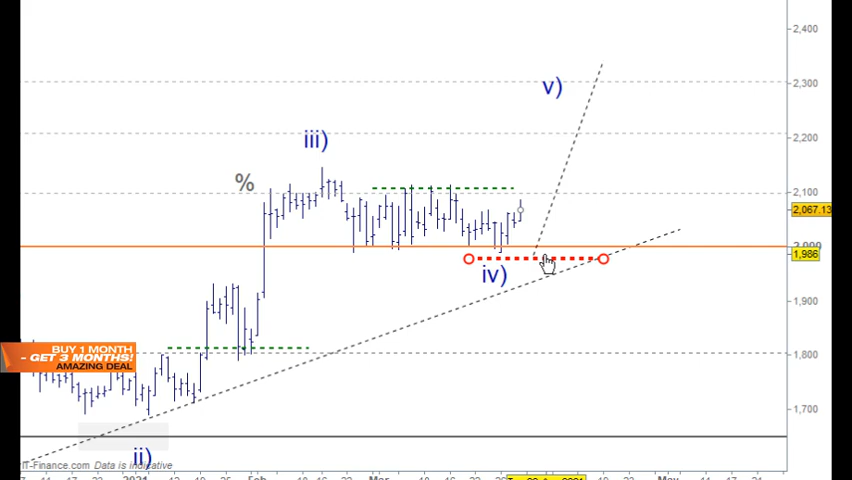 2,400
2,300
v)
2,200
iii)
%
2,100
2,067.13
2,000
1,986
iv)
1,900
BUY 1 MONTH
- GET 3 MONTHS!
AMAZING DEAL
1,800
1,700
ii)
IT-Finance.com Data is indicative
2021
Feb
Mar
May